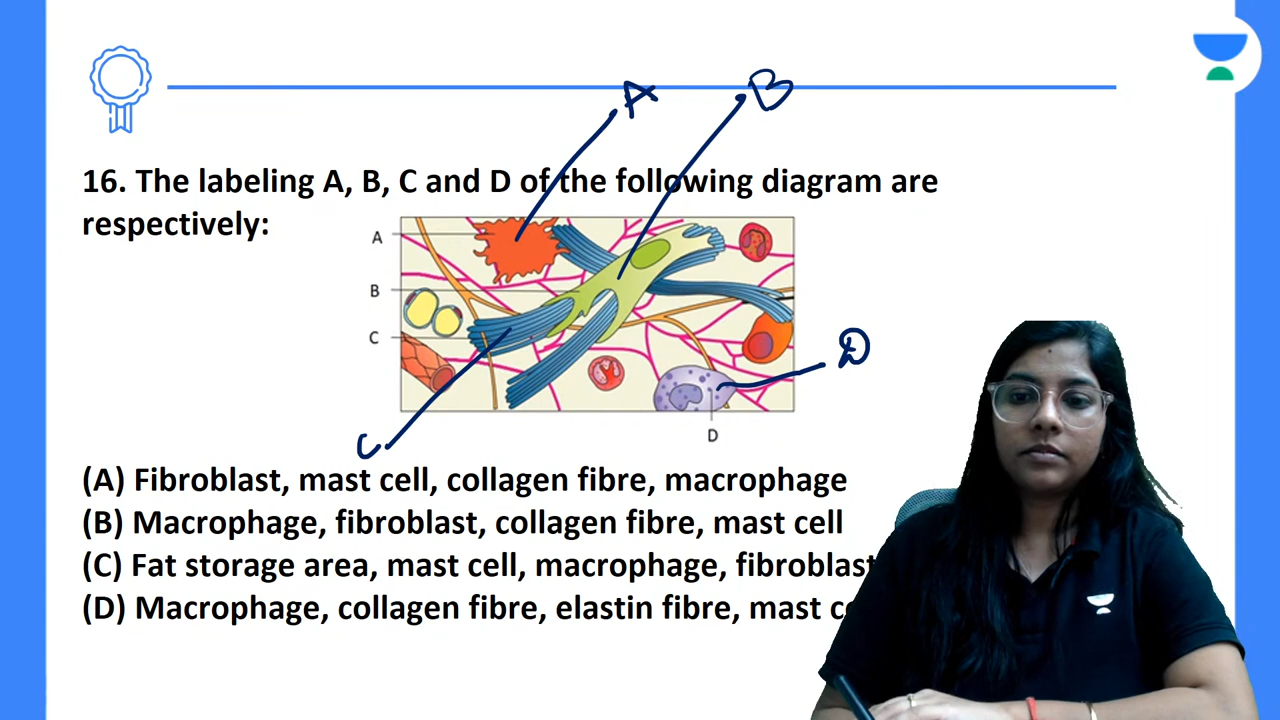 A B
16. The labeling A, B, C and D of the following diagram are
respectively:
A
B
C
D
D
C
(A) Fibroblast, mast cell, collagen fibre, macrophage
(B) Macrophage, fibroblast, collagen fibre, mast cell
(C) Fat storage area, mast cell, macrophage, fibroblast
(D) Macrophage, collagen fibre, elastin fibre, mast